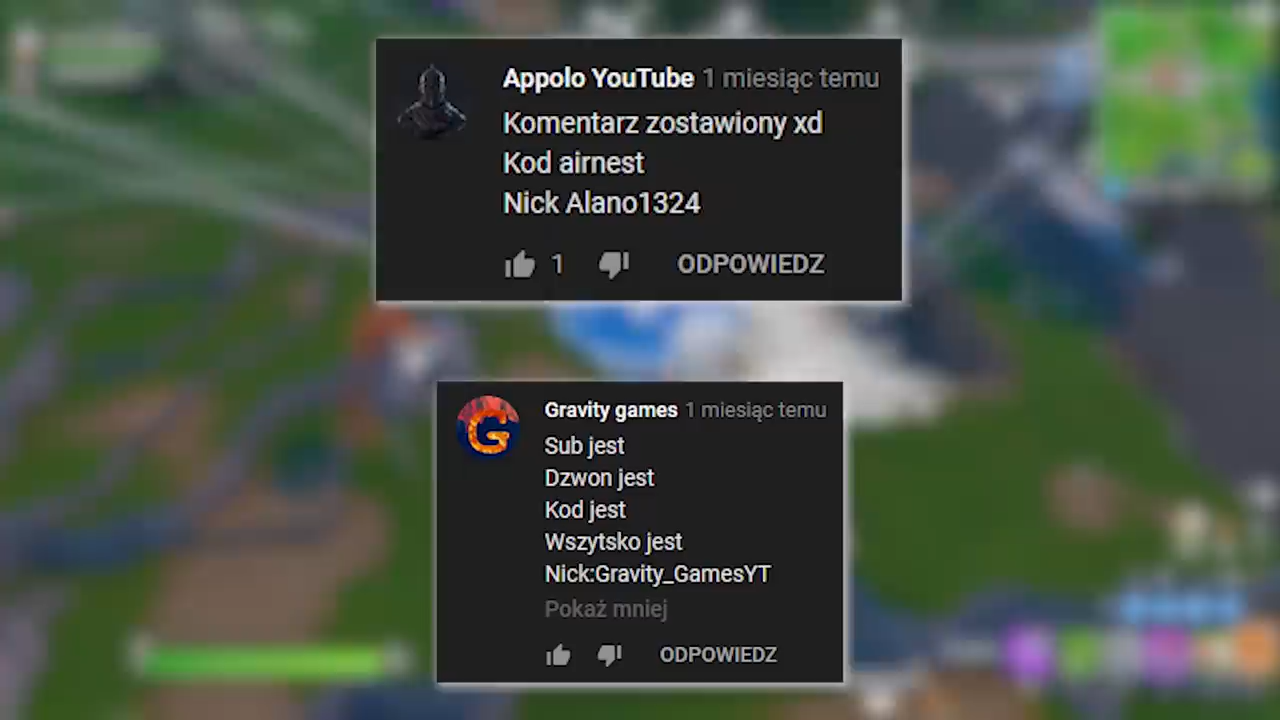 Appolo YouTube 1 miesiąc temu
Komentarz zostawiony xd
Kod airnest
Nick Alano1324
1 ODPOWIEDZ
Gravity games 1 miesiąc temu
Sub jest
Dzwon jest
Kod jest
Wszytsko jest
Nick:Gravity_GamesYT
Pokaż mniej
ODPOWIEDZ